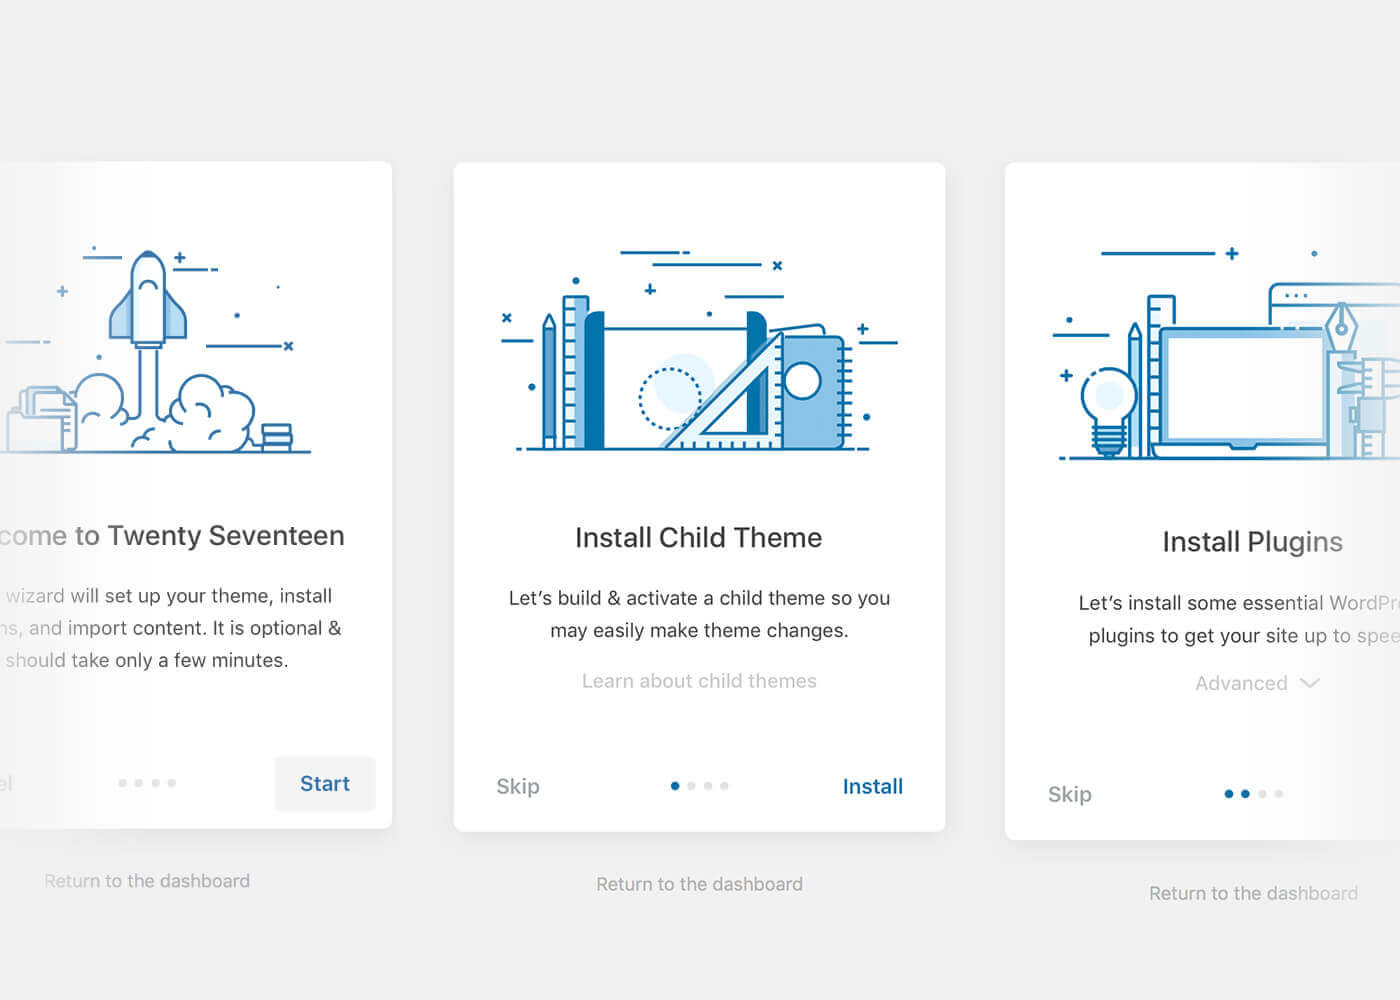 come to Twenty Seventeen
wizard will set up your theme, install
ns, and import content. It is optional &
should take only a few minutes.
Start
Return to the dashboard
Install Child Theme
Let’s build & activate a child theme so you
may easily make theme changes.
Learn about child themes
Skip
Install
Return to the dashboard
Install Plugins
Let’s install some essential WordPre
plugins to get your site up to spee
Advanced
Skip
Return to the dashboard